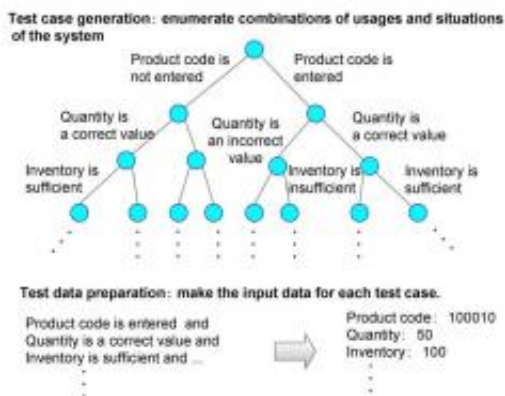 Test case generation: enumerate combinations of usages and situations
of the system
Product code is
not entered
Product code is
entered
Quantity is
a correct value
Quantity is
an incorrect
value
Quantity is
a correct value
Inventory is
sufficient
Inventory is
insufficient
Inventory is
sufficient
Test data preparation: make the input data for each test case.
Product code is entered and
Quantity is a correct value and
Inventory is sufficient and ...
Product code: 100010
Quantity: 50
Inventory: 100